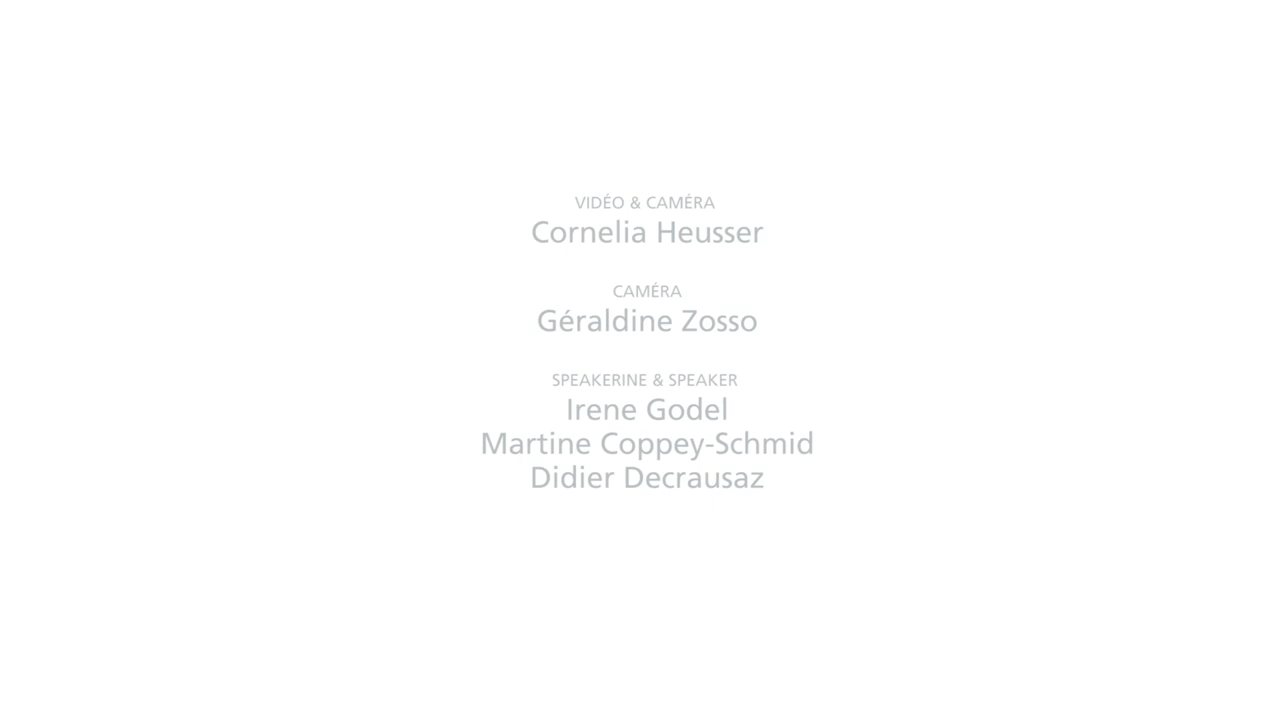 VIDÉO & CAMÉRA
Cornelia Heusser
CAMÉRA
Géraldine Zosso
SPEAKERINE & SPEAKER
Irene Godel
Martine Coppey-Schmid
Didier Decrausaz